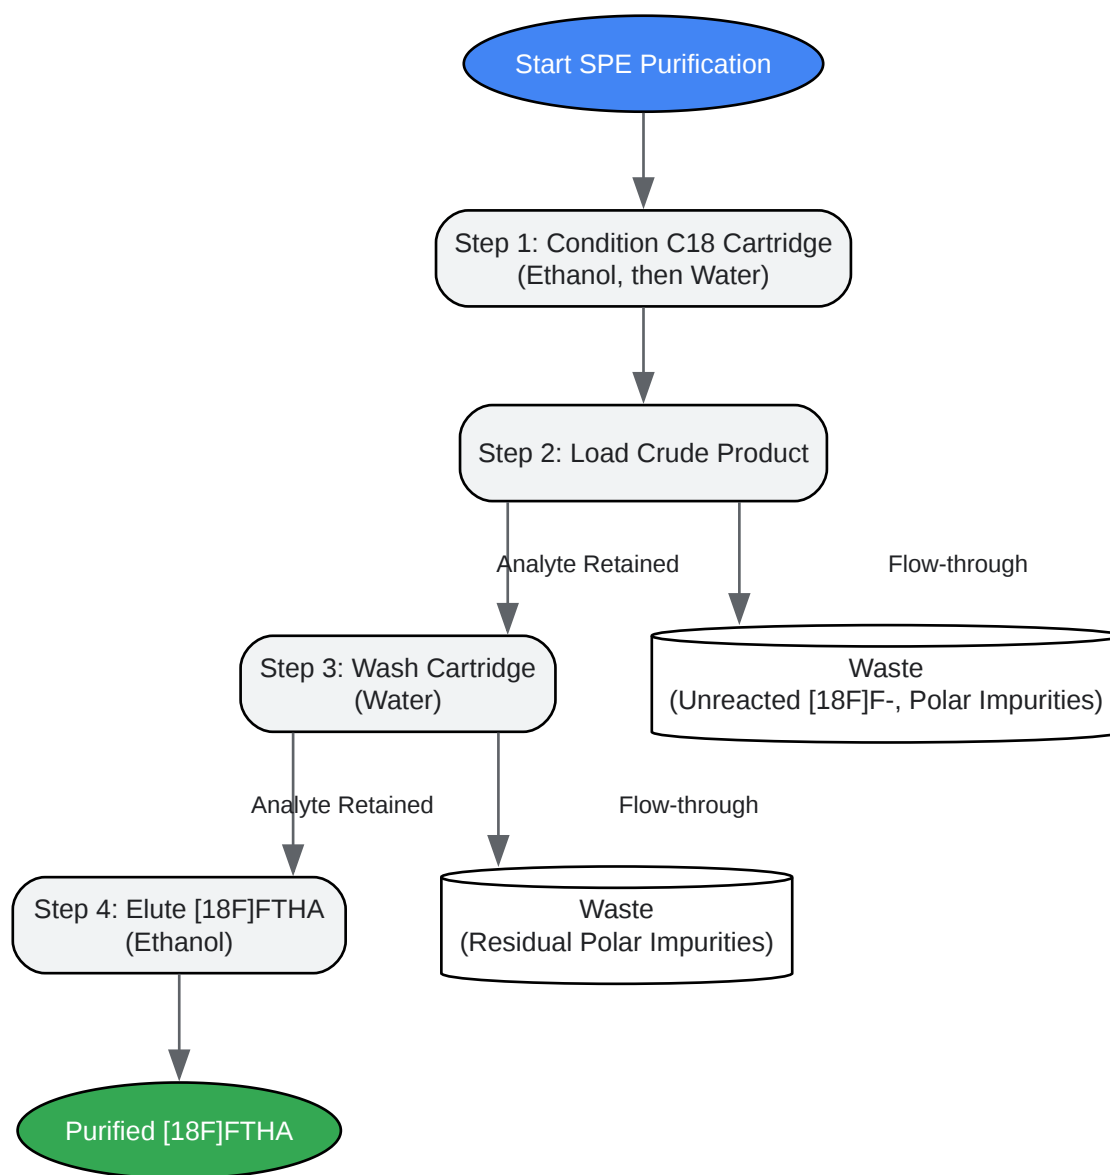 Start SPE Purification
Step 1: Condition C18 Cartridge
(Ethanol, then Water)
Step 2: Load Crude Product
Analyte Retained
Flow-through
Step 3: Wash Cartridge
(Water)
Waste
(Unreacted [18F]F-, Polar Impurities)
Analyte Retained
Flow-through
Step 4: Elute [18F]FTHA
(Ethanol)
Waste
(Residual Polar Impurities)
Purified [18F]FTHA